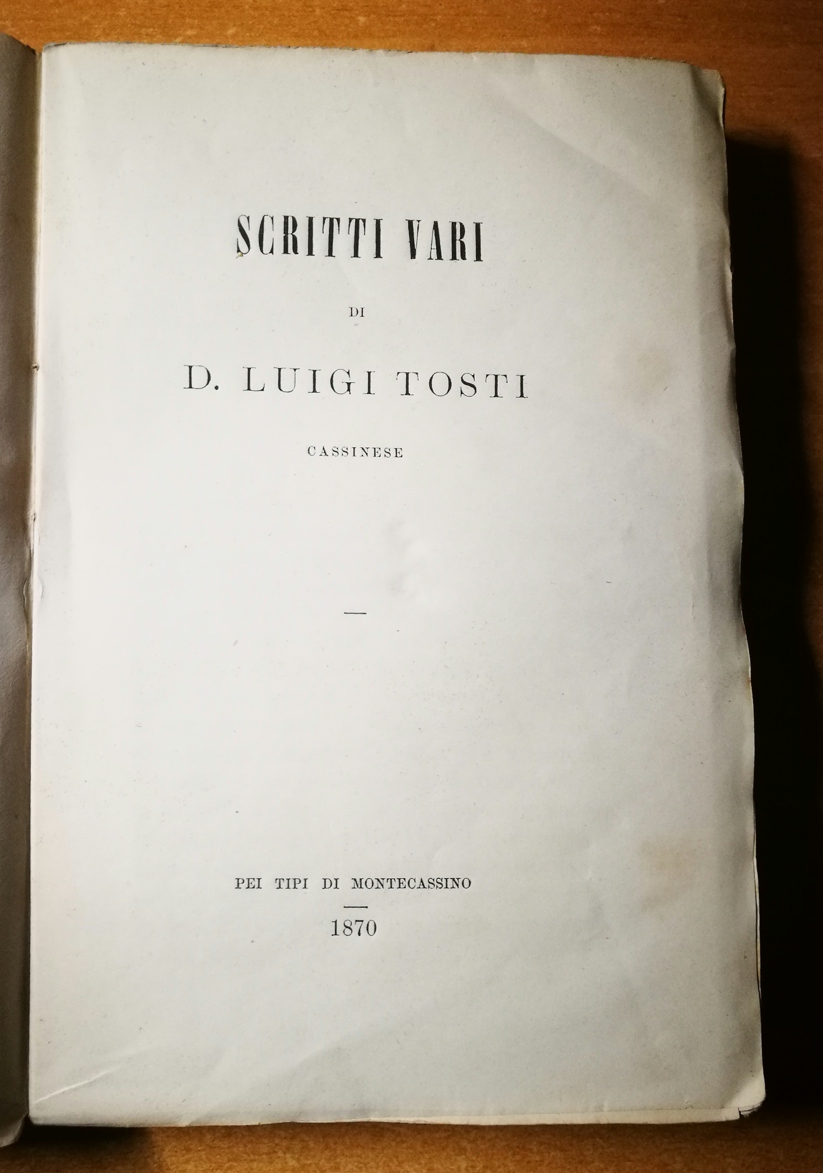 SCRITTI VARI
DI
D. LUIGI TOSTI
CASSINESE
PEI TIPI DI MONTECASSINO
1870